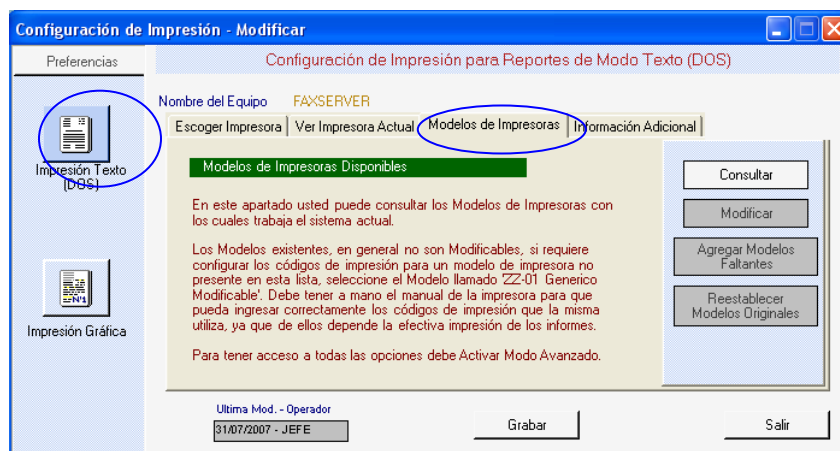 Configuración de Impresión - Modificar
Preferencias
Configuración de Impresión para Reportes de Modo Texto (DOS)
Nombre del Equipo FAXSERVER
Escoger Impresora Ver Impresora Actual Modelos de Impresoras Información Adicional
Impresión Texto
(DOS)
Modelos de Impresoras Disponibles
En este apartado usted puede consultar los Modelos de Impresoras con
los cuales trabaja el sistema actual.
Los Modelos existentes, en general no son Modificables, si requiere
configurar los códigos de impresión para un modelo de impresora no
presente en esta lista, seleccione el Modelo llamado 'ZZ-01 Generico
Modificable'. Debe tener a mano el manual de la impresora para que
pueda ingresar correctamente los códigos de impresión que la misma
utiliza, ya que de ellos depende la efectiva impresión de los informes.
Para tener acceso a todas las opciones debe Activar Modo Avanzado.
Consultar
Modificar
Agregar Modelos
Faltantes
Reestablecer
Modelos Originales
Nº1
Impresión Gráfica
Ultima Mod. - Operador
31/07/2007 - JEFE
Grabar
Salir